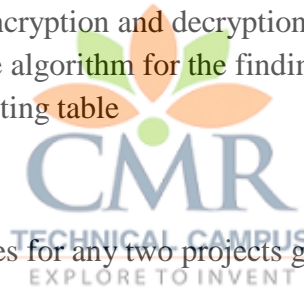 ncryption and decryption
e algorithm for the findin
ting table
CMR
es for any two projects g
TECHNICAL CAMPUS
EXPLORE TO INVENT